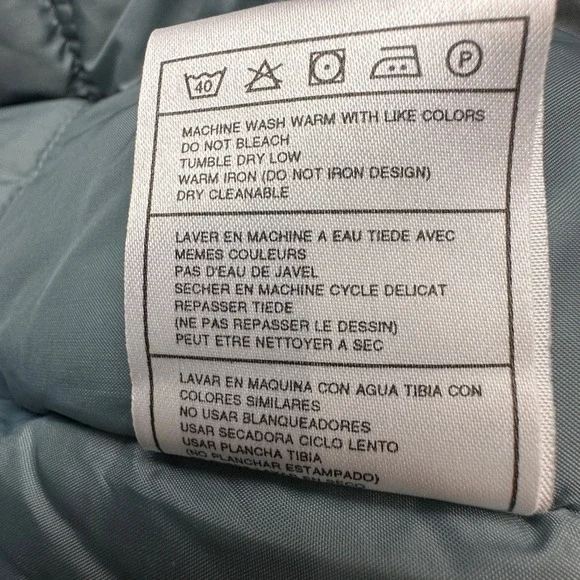 40 P
MACHINE WASH WARM WITH LIKE COLORS
DO NOT BLEACH
TUMBLE DRY LOW
WARM IRON (DO NOT IRON DESIGN)
DRY CLEANABLE
LAVER EN MACHINE A EAU TIEDE AVEC
MEMES COULEURS
PAS D'EAU DE JAVEL
SECHER EN MACHINE CYCLE DELICAT
REPASSER TIEDE
(NE PAS REPASSER LE DESSIN)
PEUT ETRE NETTOYER A SEC
LAVAR EN MAQUINA CON AGUA TIBIA CON
COLORES SIMILARES
NO USAR BLANQUEADORES
USAR SECADORA CICLO LENTO
USAR PLANCHA TIBIA
(NO PLANCHAR ESTAMPADO)